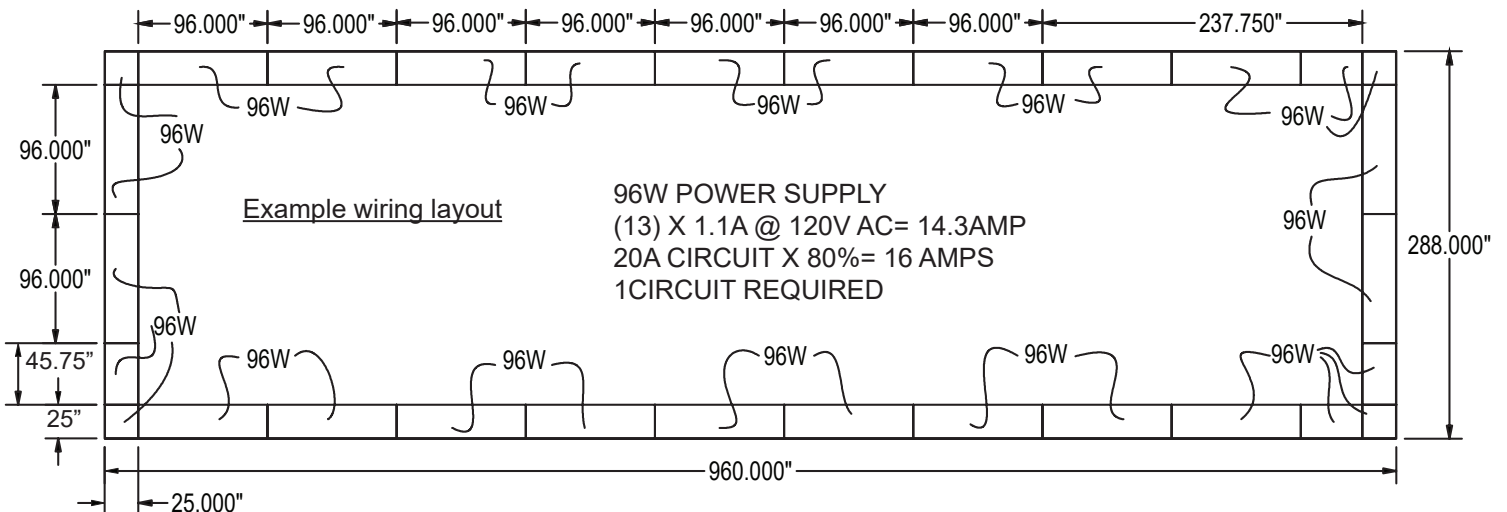 96.000" 96.000" 96.000" 96.000" 96.000" 96.000" 96.000" 237.750"
96W 96W 96W 96W 96W
96W
96.000"
Example wiring layout
96W POWER SUPPLY
(13) X 1.1A @ 120V AC= 14.3AMP
20A CIRCUIT X 80%= 16 AMPS
1CIRCUIT REQUIRED
96W
288.000"
96.000"
96W
45.75”
96W 96W 96W 96W 96W
25”
960.000"
25.000"